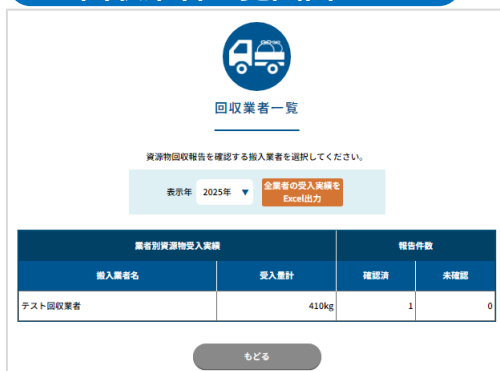 回収業者一覧
資源物回収報告を確認する搬入業者を選択してください。
表示年 2025年 ▼ 全業者の受入実績を
Excel出力
業者別資源物受入実績 報告件数
搬入業者名 受入量計 確認済 未確認
テスト回収業者 410kg 1 0
もどる